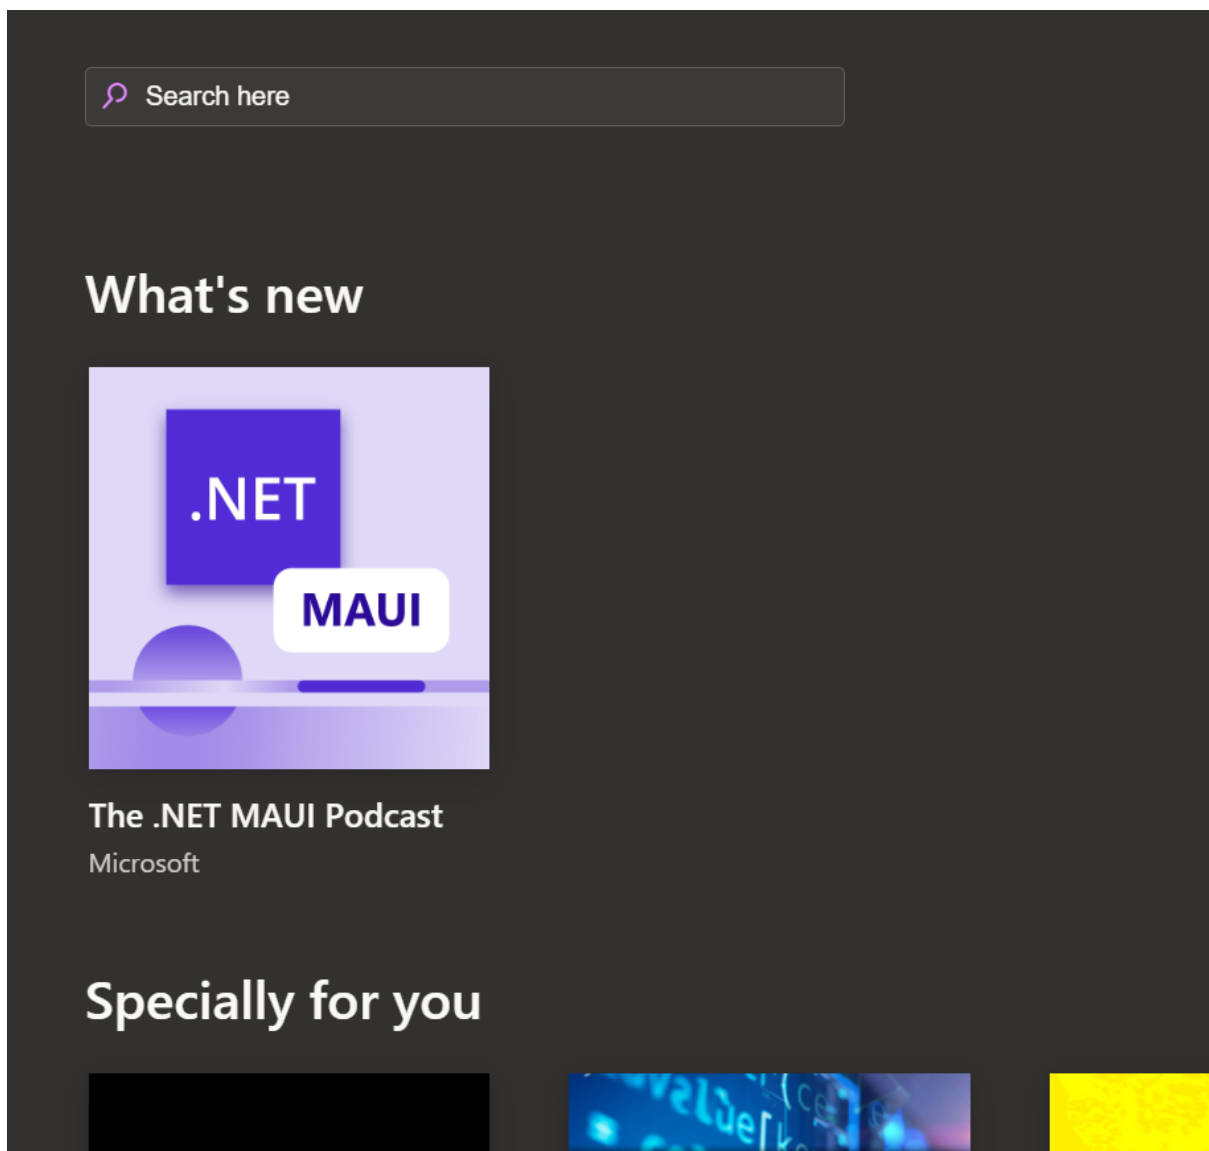 Search here
What's new
.NET
MAUI
The .NET MAUI Podcast
Microsoft
Specially for you